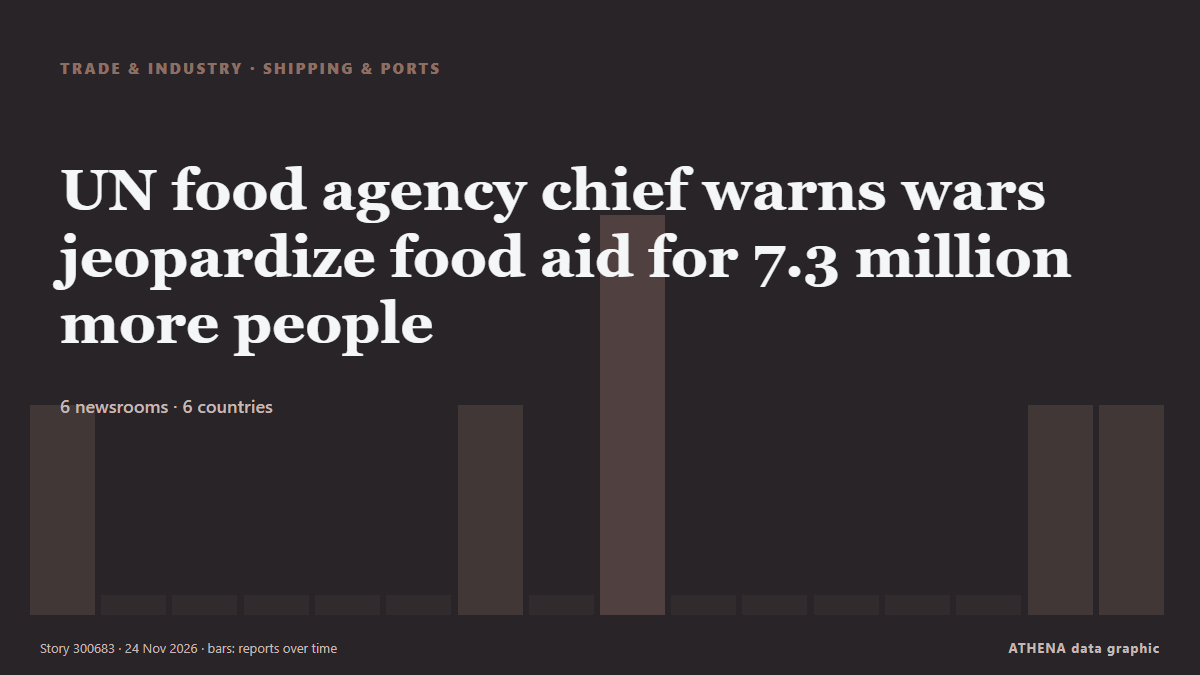 TRADE & INDUSTRY · SHIPPING & PORTS
UN food agency chief warns wars
jeopardize food aid for 7.3 million
more people
6 newsrooms · 6 countries
Story 300683 · 24 Nov 2026 · bars: reports over time
ATHENA data graphic